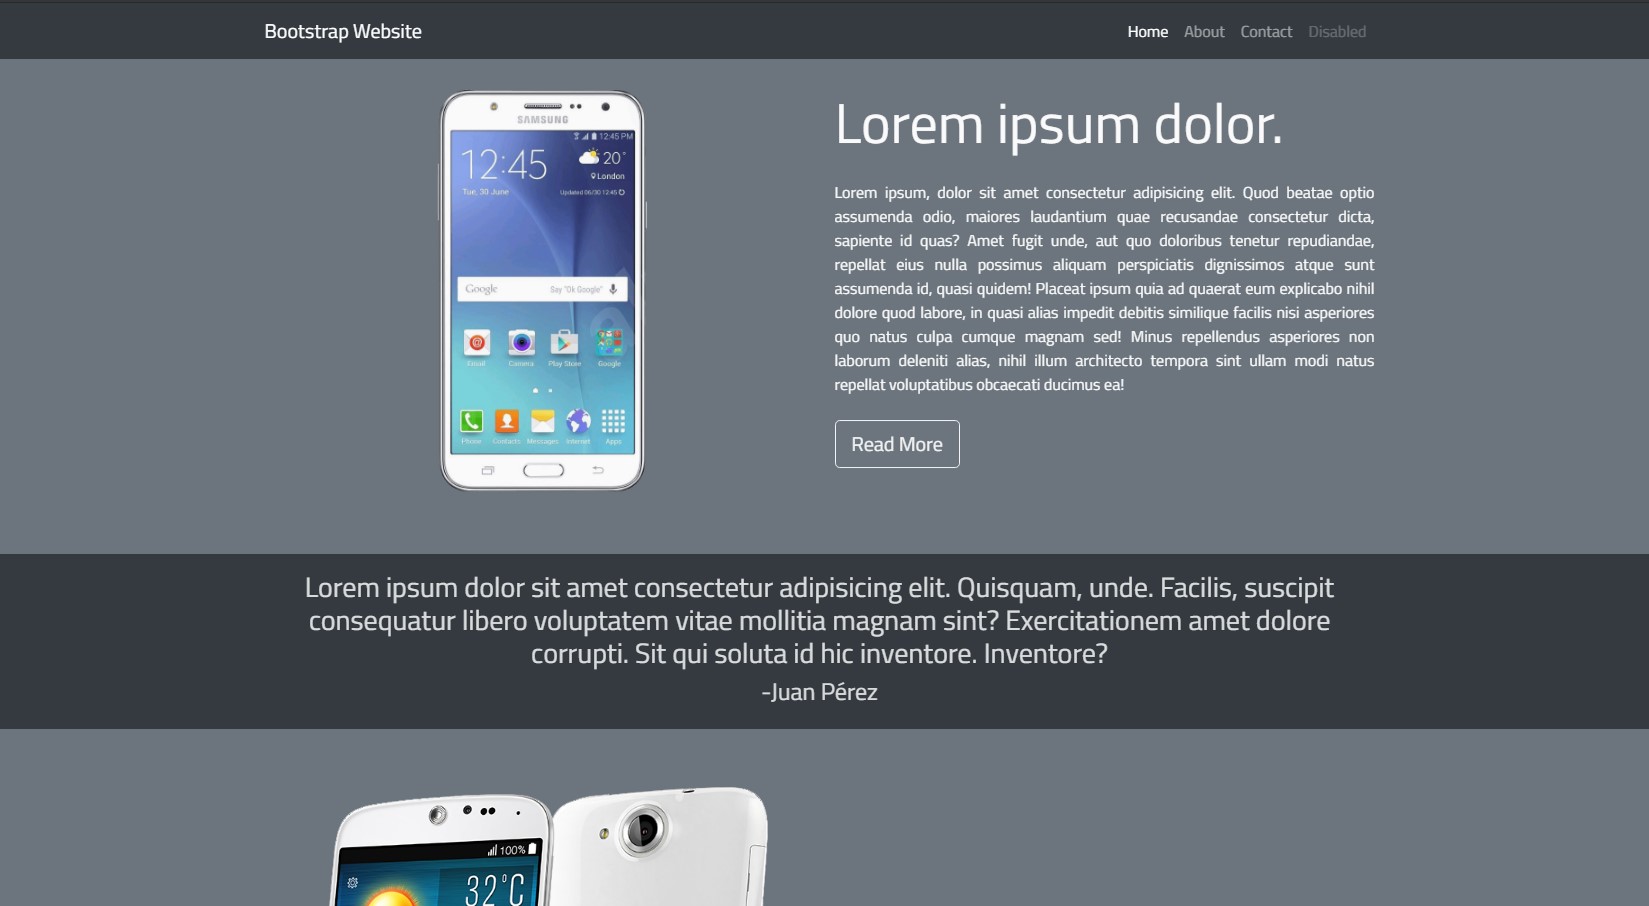 Bootstrap Website
Home About Contact Disabled
SAMSUNG
12:45 PM
12:45
20°
London
Tue, 30 June
Updated 06/30 12:45
Google
Say "Ok Google"
Email Camera Play Store Google
Phone Contacts Messages Internet Apps
Lorem ipsum dolor.
Lorem ipsum, dolor sit amet consectetur adipisicing elit. Quod beatae optio
assumenda odio, maiores laudantium quae recusandae consectetur dicta,
sapiente id quas? Amet fugit unde, aut quo doloribus tenetur repudiandae,
repellat eius nulla possimus aliquam perspiciatis dignissimos atque sunt
assumenda id, quasi quidem! Placeat ipsum quia ad quaerat eum explicabo nihil
dolore quod labore, in quasi alias impedit debitis similique facilis nisi asperiores
quo natus culpa cumque magnam sed! Minus repellendus asperiores non
laborum deleniti alias, nihil illum architecto tempora sint ullam modi natus
repellat voluptatibus obcaecati ducimus ea!
Read More
Lorem ipsum dolor sit amet consectetur adipisicing elit. Quisquam, unde. Facilis, suscipit
consequatur libero voluptatem vitae mollitia magnam sint? Exercitationem amet dolore
corrupti. Sit qui soluta id hic inventore. Inventore?
-Juan Pérez
100%
32°C